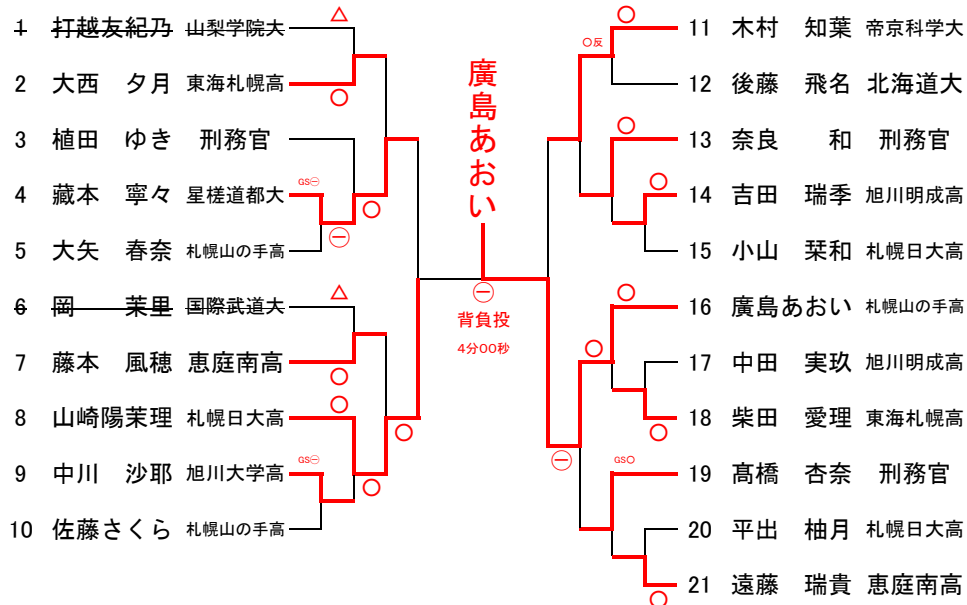 1 打越友紀乃 山梨学院大 △
2 大西 夕月 東海札幌高 ○
3 植田 ゆき 刑務官
4 藏本 寧々 星槎道都大 GS㊀ ○
㊀
5 大矢 春奈 札幌山の手高
6 岡 茉里 国際武道大 △
7 藤本 風穂 恵庭南高 ○
8 山崎陽茉理 札幌日大高 ○ ○
9 中川 沙耶 旭川大学高 GS㊀ ○
10 佐藤さくら 札幌山の手高
廣島あおい
㊀
背負投
4分00秒
○ 11 木村 知葉 帝京科学大
○反
12 後藤 飛名 北海道大
○ 13 奈良 和 刑務官
○ 14 吉田 瑞季 旭川明成高
15 小山 栞和 札幌日大高
○ 16 廣島あおい 札幌山の手高
○ 17 中田 実玖 旭川明成高
18 柴田 愛理 東海札幌高 ○
㊀ GS○ 19 髙橋 杏奈 刑務官
20 平出 柚月 札幌日大高
21 遠藤 瑞貴 恵庭南高 ○